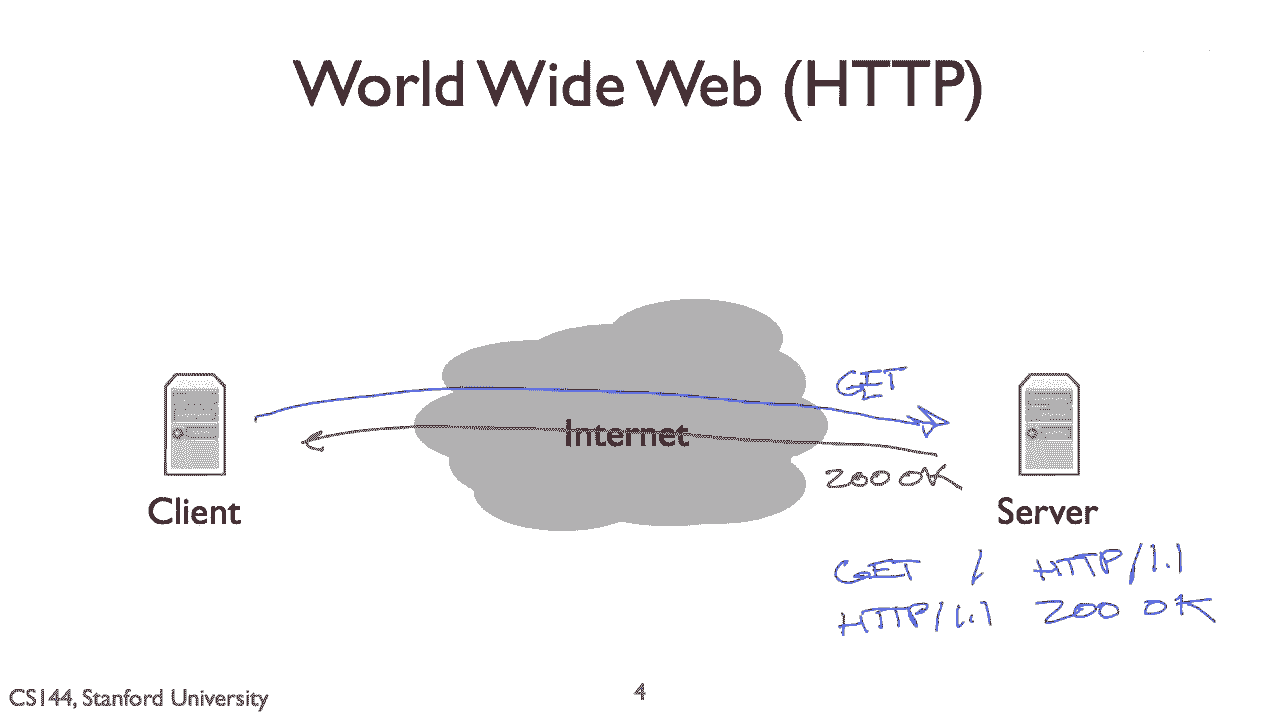 World Wide Web (HTTP)
GET
Internet
200 OK
Client
Server
GET / HTTP/1.1
HTTP/1.1 200 OK
CS144, Stanford University
4